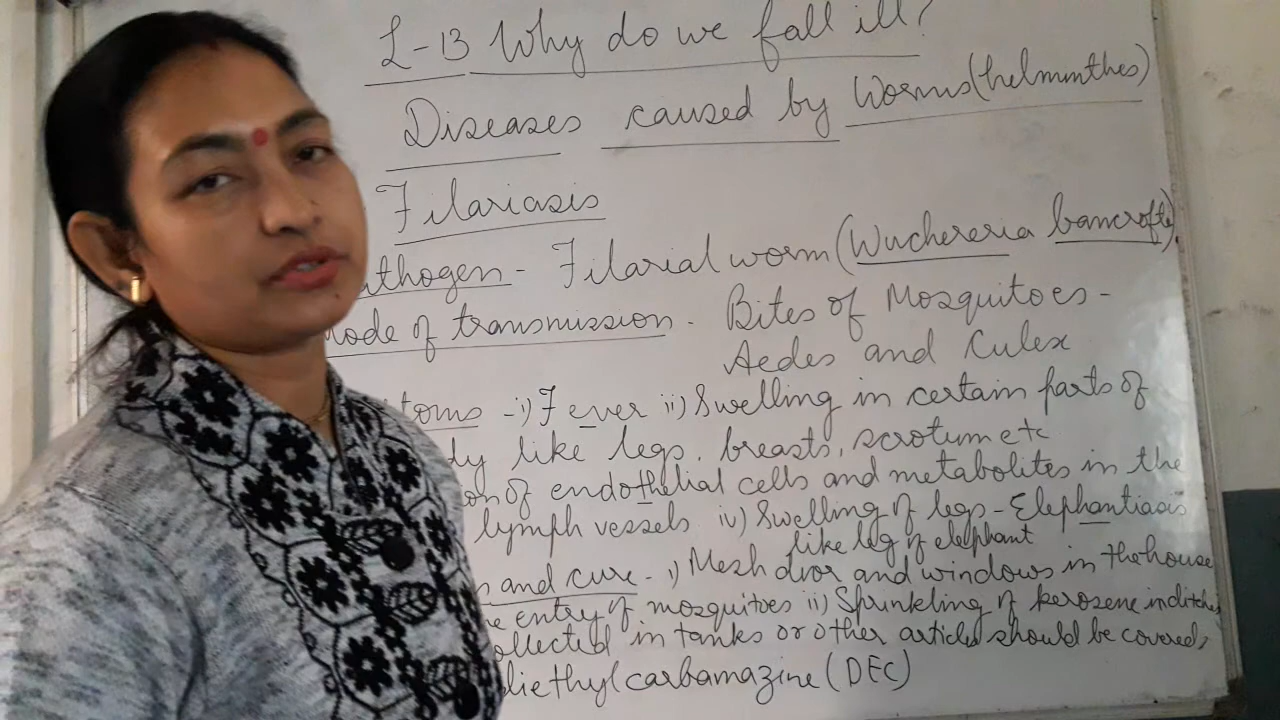 L-13 Why do we fall ill?
Diseases caused by Worms (helminthes)
Filariasis
thogen - Filarial worm (Wuchereria bancrofti).
mode of transmission - Bites of Mosquitoes -
Aedes and Culex
toms - i) Fever ii) Swelling in certain parts of
dy like legs, breasts, scrotum etc
on of endothelial cells and metabolites in the
lymph vessels iv) Swelling of legs - Elephantiasis
like leg of elephant
and cure - i) Mesh door and windows in the house
entry of mosquitoes ii) Sprinkling of kerosene in ditches
ollected in tanks or other articles should be covered,
diethyl carbamazine (DEC)